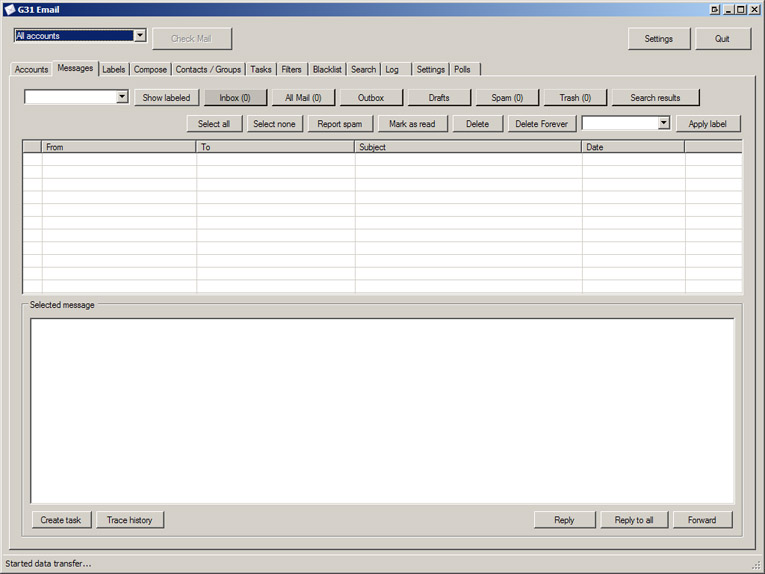 G31 Email
All accounts
Check Mail
Settings
Quit
Accounts Messages Labels Compose Contacts / Groups Tasks Filters Blacklist Search Log Settings Polls
Show labeled Inbox (0) All Mail (0) Outbox Drafts Spam (0) Trash (0) Search results
Select all Select none Report spam Mark as read Delete Delete Forever Apply label
From To Subject Date
Selected message
Create task Trace history Reply Reply to all Forward
Started data transfer...